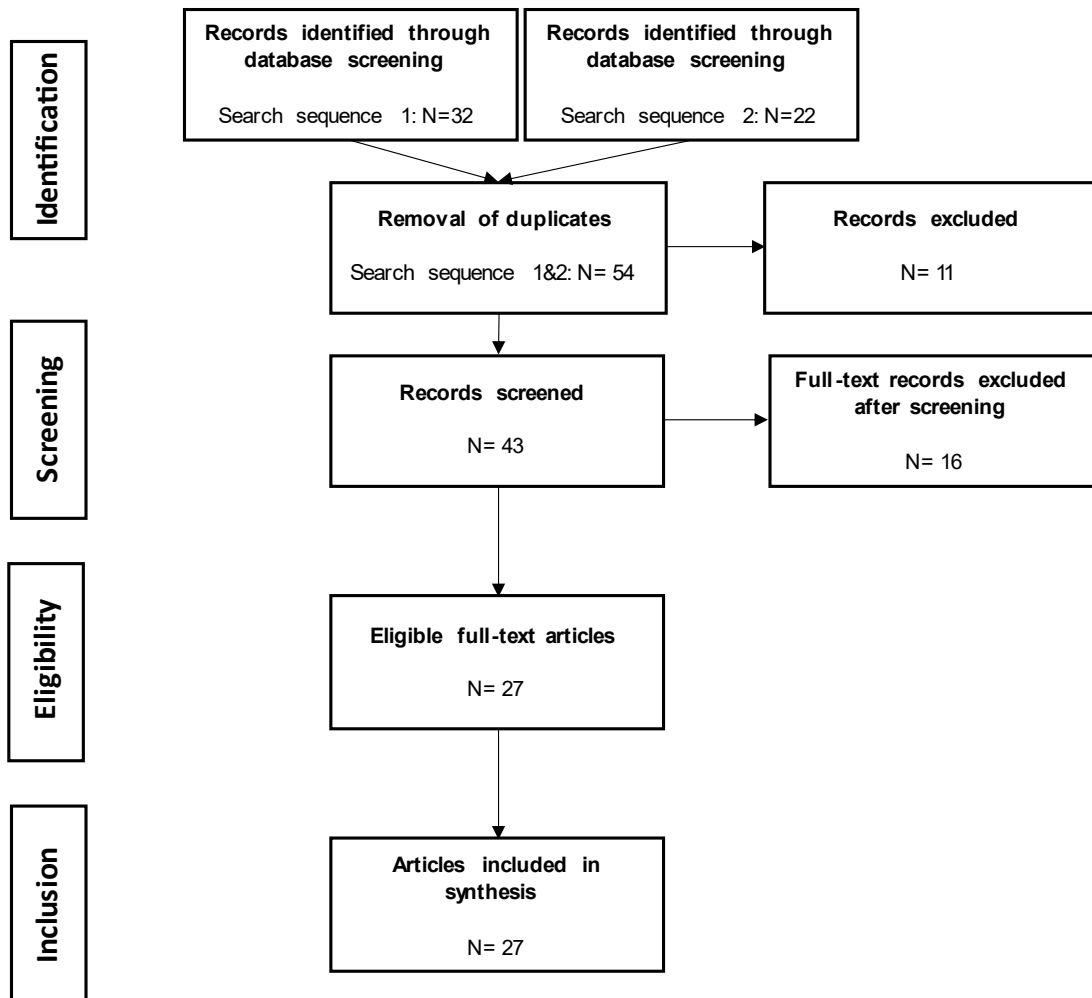 Identification
Records identified through
database screening
Search sequence 1: N=32
Records identified through
database screening
Search sequence 2: N=22
Removal of duplicates
Search sequence 1&2: N= 54
Records excluded
N= 11
Screening
Records screened
N= 43
Full-text records excluded
after screening
N= 16
Eligibility
Eligible full-text articles
N= 27
Inclusion
Articles included in
synthesis
N= 27